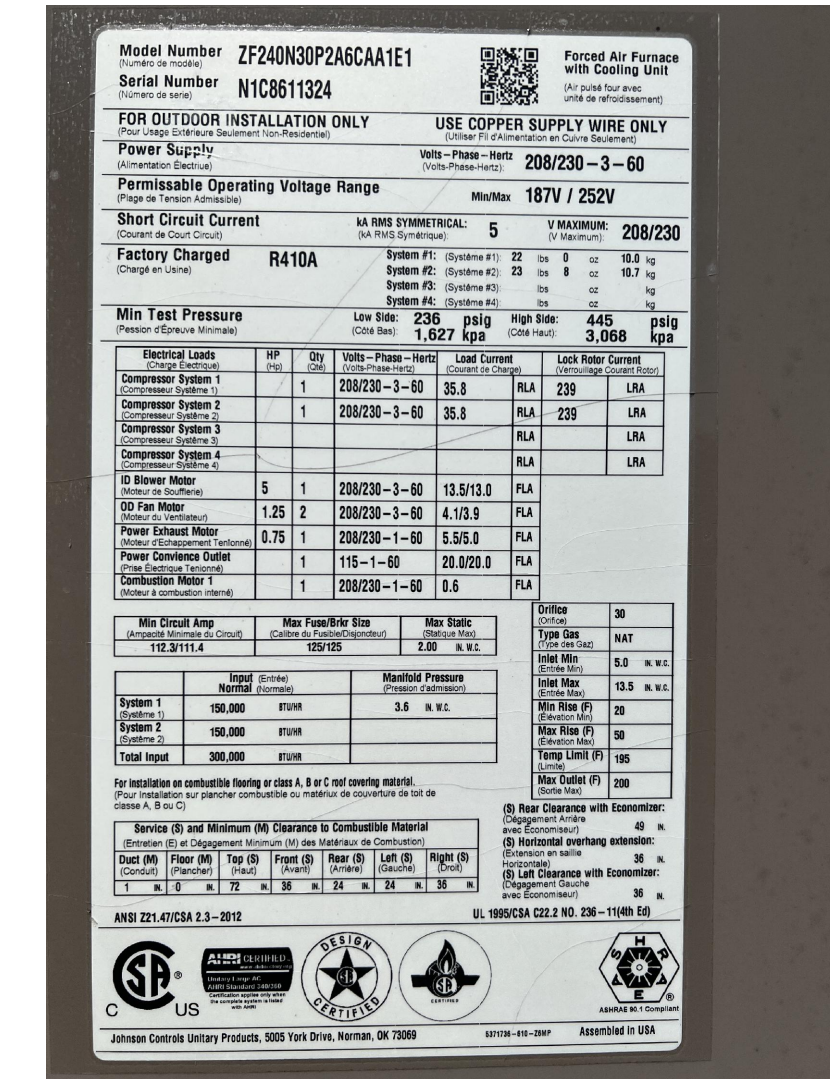 Model Number ZF240N30P2A6CAA1E1
(Numéro de modèle)
Serial Number N1C8611324
(Número de serie)
Forced Air Furnace
with Cooling Unit
(Air pulsé four avec
unité de refroidissement)
FOR OUTDOOR INSTALLATION ONLY
(Pour Usage Extérieure Seulement Non-Residentiel)
USE COPPER SUPPLY WIRE ONLY
(Utiliser Fil d'Alimentation en Cuivre Seulement)
Power Supply
(Alimentation Électriue)
Volts-Phase-Hertz 208/230-3-60
(Volts-Phase-Hertz):
Permissable Operating Voltage Range
(Plage de Tension Admissible)
Min/Max 187V / 252V
Short Circuit Current
(Courant de Court Circuit)
kA RMS SYMMETRICAL: 5
(kA RMS Symétrique):
V MAXIMUM: 208/230
(V Maximum):
Factory Charged R410A
(Chargé en Usine)
System #1: (Système #1): 22 lbs 0 oz 10.0 kg
System #2: (Système #2): 23 lbs 8 oz 10.7 kg
System #3: (Système #3): lbs oz kg
System #4: (Système #4): lbs oz kg
Min Test Pressure
(Pession d'Épreuve Minimale)
Low Side: 236 psig High Side: 445 psig
(Côté Bas): 1,627 kpa (Côté Haut): 3,068 kpa
Electrical Loads HP Qty Volts-Phase-Hertz Load Current Lock Rotor Current
(Charge Électrique) (Hp) (Qté) (Volts-Phase-Hertz) (Courant de Charge) (Verrouillage Courant Rotor)
Compressor System 1 1 208/230-3-60 35.8 RLA 239 LRA
(Compresseur Système 1)
Compressor System 2 1 208/230-3-60 35.8 RLA 239 LRA
(Compresseur Système 2)
Compressor System 3 RLA LRA
(Compresseur Système 3)
Compressor System 4 RLA LRA
(Compresseur Système 4)
ID Blower Motor 5 1 208/230-3-60 13.5/13.0 FLA
(Moteur de Soufflerie)
OD Fan Motor 1.25 2 208/230-3-60 4.1/3.9 FLA
(Moteur du Ventilateur)
Power Exhaust Motor 0.75 1 208/230-1-60 5.5/5.0 FLA
(Moteur d'Echappement Tenlonné)
Power Convience Outlet 1 115-1-60 20.0/20.0 FLA
(Prise Électrique Tenionné)
Combustion Motor 1 1 208/230-1-60 0.6 FLA
(Moteur à combustion interné)
Min Circuit Amp Max Fuse/Brkr Size Max Static
(Ampacité Minimale du Circuit) (Calibre du Fusible/Disjoncteur) (Statique Max)
112.3/111.4 125/125 2.00 IN. W.C.
Orifice 30
(Orifice)
Type Gas NAT
(Type des Gaz)
Inlet Min 5.0 IN. W.C.
(Entrée Min)
Inlet Max 13.5 IN. W.C.
(Entrée Max)
Min Rise (F) 20
(Élévation Min)
Max Rise (F) 50
(Élévation Max)
Temp Limit (F) 195
(Limite)
Max Outlet (F) 200
(Sortie Max)
Input (Entrée) Manifold Pressure
Normal (Normale) (Pression d'admission)
System 1 150,000 BTU/HR 3.6 IN. W.C.
(Système 1)
System 2 150,000 BTU/HR
(Système 2)
Total Input 300,000 BTU/HR
For installation on combustible flooring or class A, B or C roof covering material.
(Pour Installation sur plancher combustible ou matériux de couverture de toit de
classe A, B ou C)
Service (S) and Minimum (M) Clearance to Combustible Material
(Entretien (E) et Dégagement Minimum (M) des Matériaux de Combustion)
Duct (M) Floor (M) Top (S) Front (S) Rear (S) Left (S) Right (S)
(Conduit) (Plancher) (Haut) (Avant) (Arrière) (Gauche) (Droit)
1 IN. 0 IN. 72 IN. 36 IN. 24 IN. 24 IN. 36 IN.
(S) Rear Clearance with Economizer:
(Dégagement Arrière
avec Économiseur) 49 IN.
(S) Horizontal overhang extension:
(Extension en saillie
Horizontale) 36 IN.
(S) Left Clearance with Economizer:
(Dégagement Gauche
avec Économiseur) 36 IN.
ANSI Z21.47/CSA 2.3-2012
UL 1995/CSA C22.2 NO. 236-11(4th Ed)
C SA US ®
AHRI CERTIFIED
Unitary Large AC
AHRI Standard 340/360
Certification applies only when
the complete system is listed
with AHRI
DESIGN
SA
CERTIFIED
SA
CERTIFIED
ASHRAE
®
ASHRAE 90.1 Compliant
Johnson Controls Unitary Products, 5005 York Drive, Norman, OK 73069
5371736-610-Z6MP
Assembled in USA